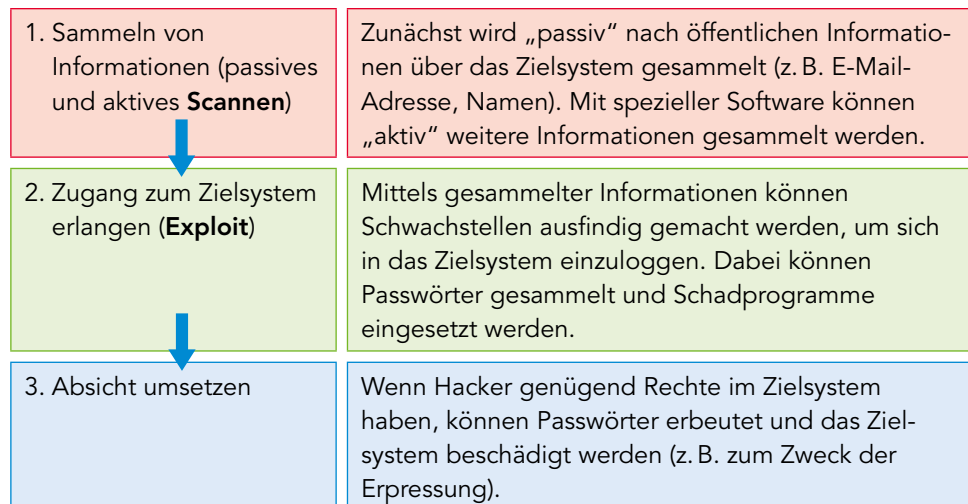 1. Sammeln von
Informationen (passives
und aktives Scannen)
Zunächst wird „passiv“ nach öffentlichen Informatio-
nen über das Zielsystem gesammelt (z. B. E-Mail-
Adresse, Namen). Mit spezieller Software können
„aktiv“ weitere Informationen gesammelt werden.
2. Zugang zum Zielsystem
erlangen (Exploit)
Mittels gesammelter Informationen können
Schwachstellen ausfindig gemacht werden, um sich
in das Zielsystem einzuloggen. Dabei können
Passwörter gesammelt und Schadprogramme
eingesetzt werden.
3. Absicht umsetzen
Wenn Hacker genügend Rechte im Zielsystem
haben, können Passwörter erbeutet und das Ziel-
system beschädigt werden (z. B. zum Zweck der
Erpressung).